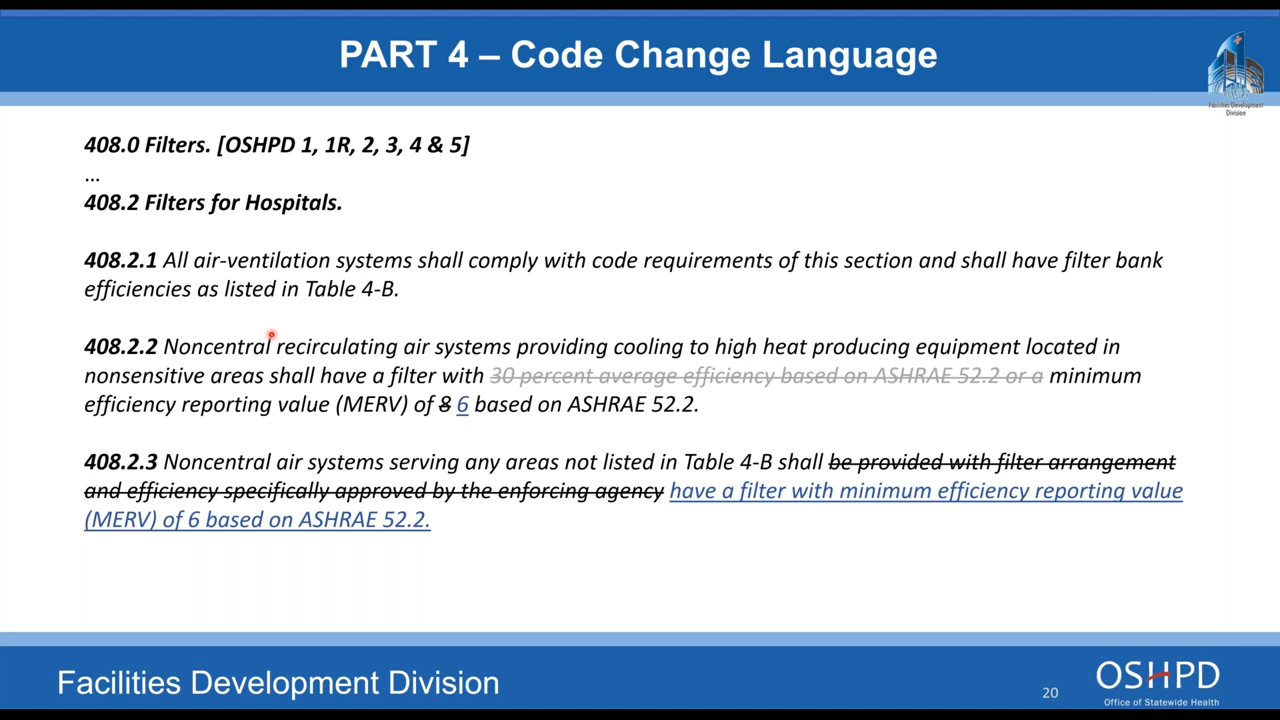 PART 4 – Code Change Language
Facilities Development
Division
408.0 Filters. [OSHPD 1, 1R, 2, 3, 4 & 5]
...
408.2 Filters for Hospitals.
408.2.1 All air-ventilation systems shall comply with code requirements of this section and shall have filter bank
efficiencies as listed in Table 4-B.
408.2.2 Noncentral recirculating air systems providing cooling to high heat producing equipment located in
nonsensitive areas shall have a filter with 30 percent average efficiency based on ASHRAE 52.2 or a minimum
efficiency reporting value (MERV) of 8 6 based on ASHRAE 52.2.
408.2.3 Noncentral air systems serving any areas not listed in Table 4-B shall be provided with filter arrangement
and efficiency specifically approved by the enforcing agency have a filter with minimum efficiency reporting value
(MERV) of 6 based on ASHRAE 52.2.
Facilities Development Division
20
OSHPD
Office of Statewide Health